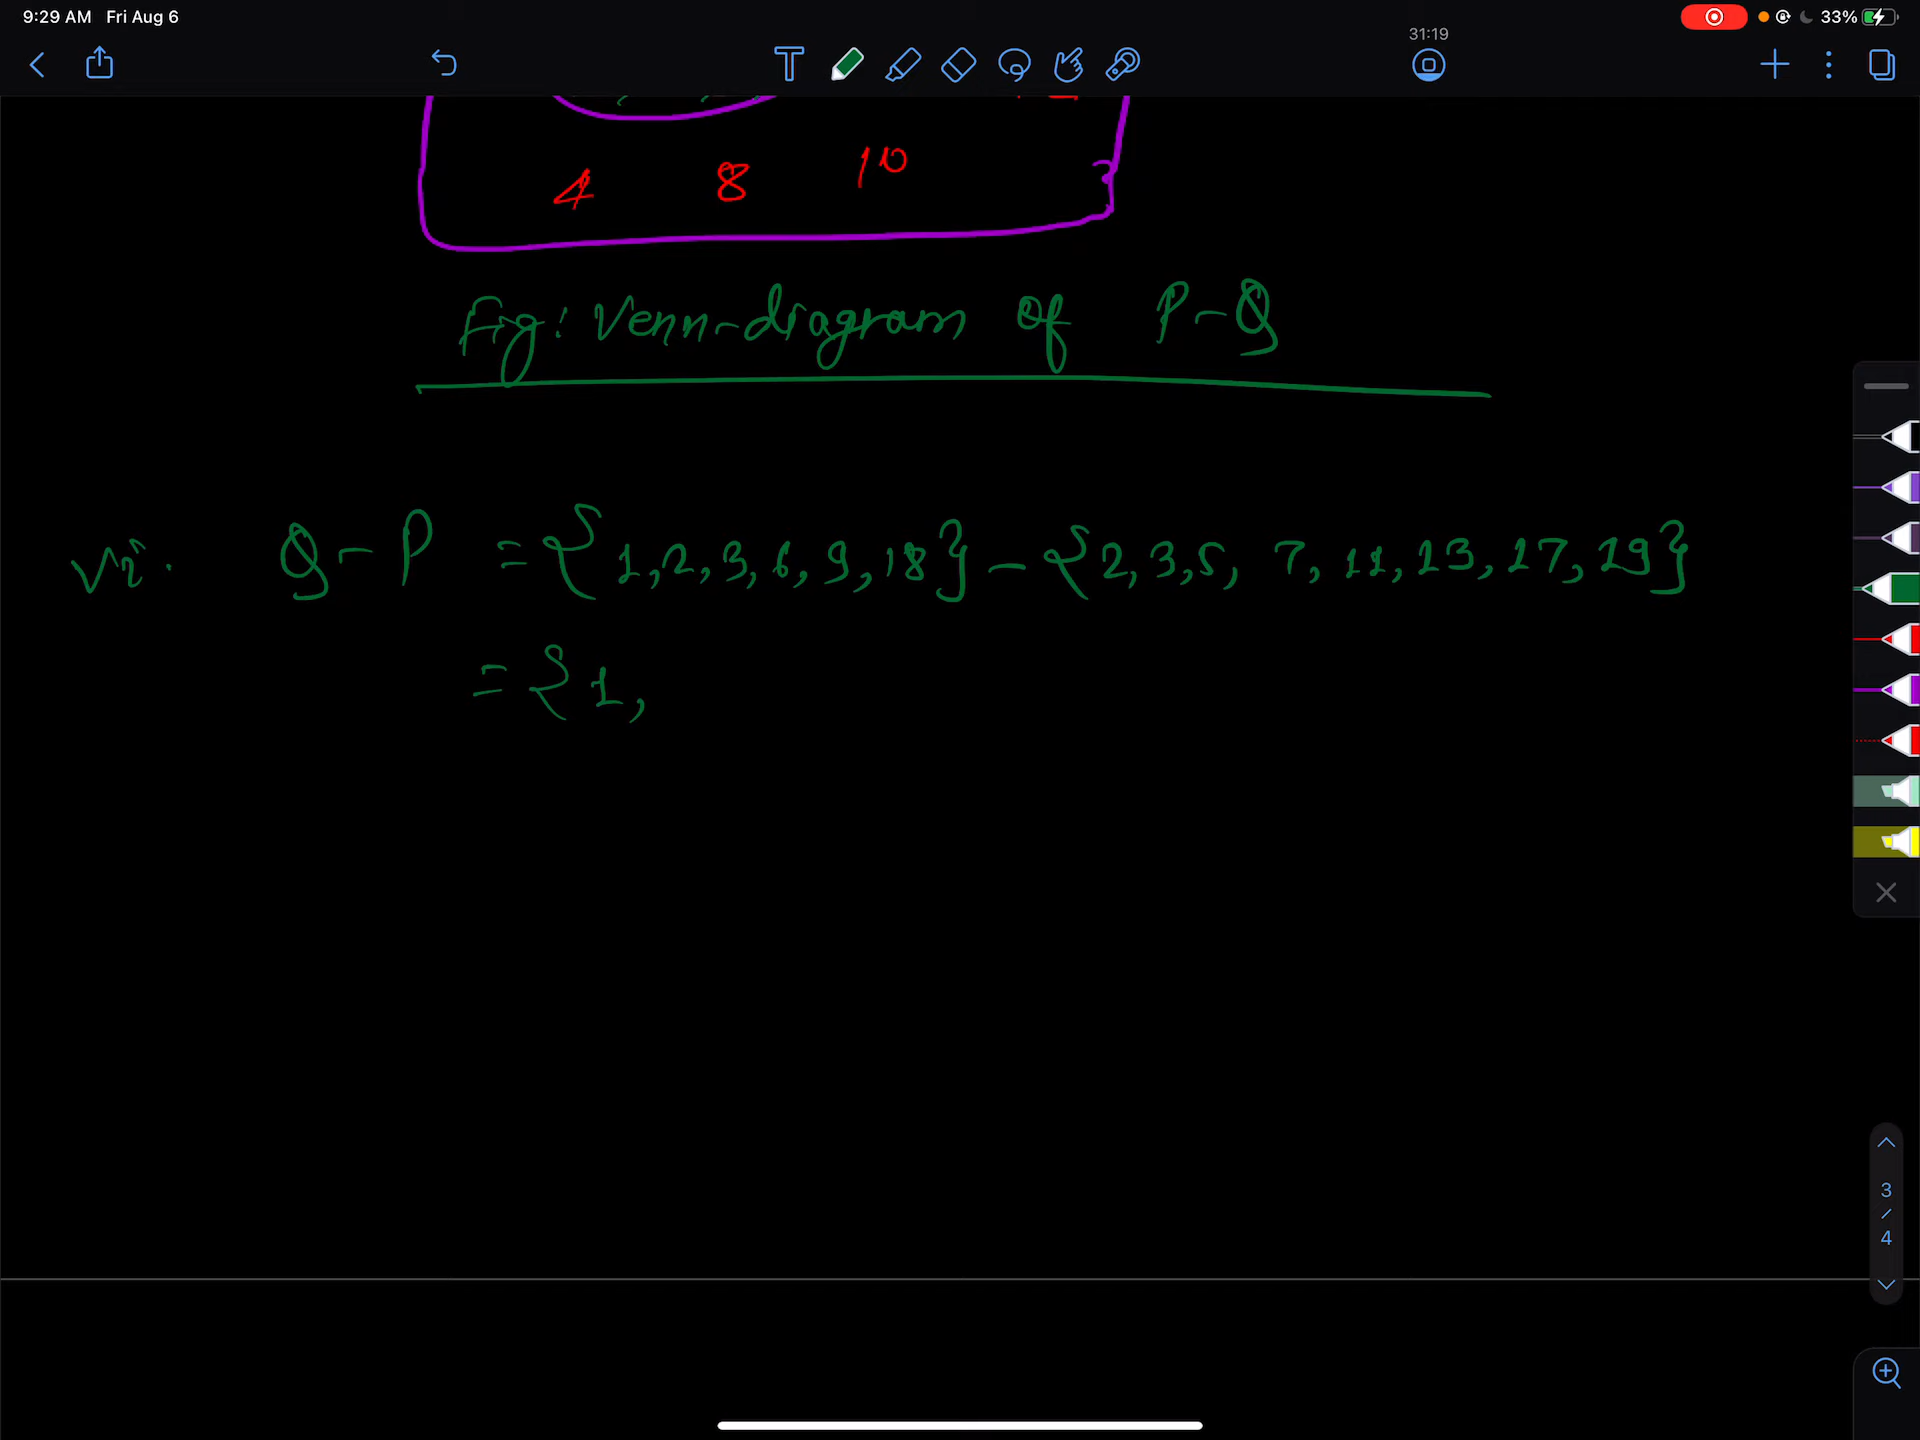 9:29 AM Fri Aug 6
33%
31:19
4 8 10
Fig: Venn-diagram of P-Q
Q-P = {1,2,3,6,9,18} - {2,3,5, 7, 11, 13, 17, 19}
= {1,
3
/
4